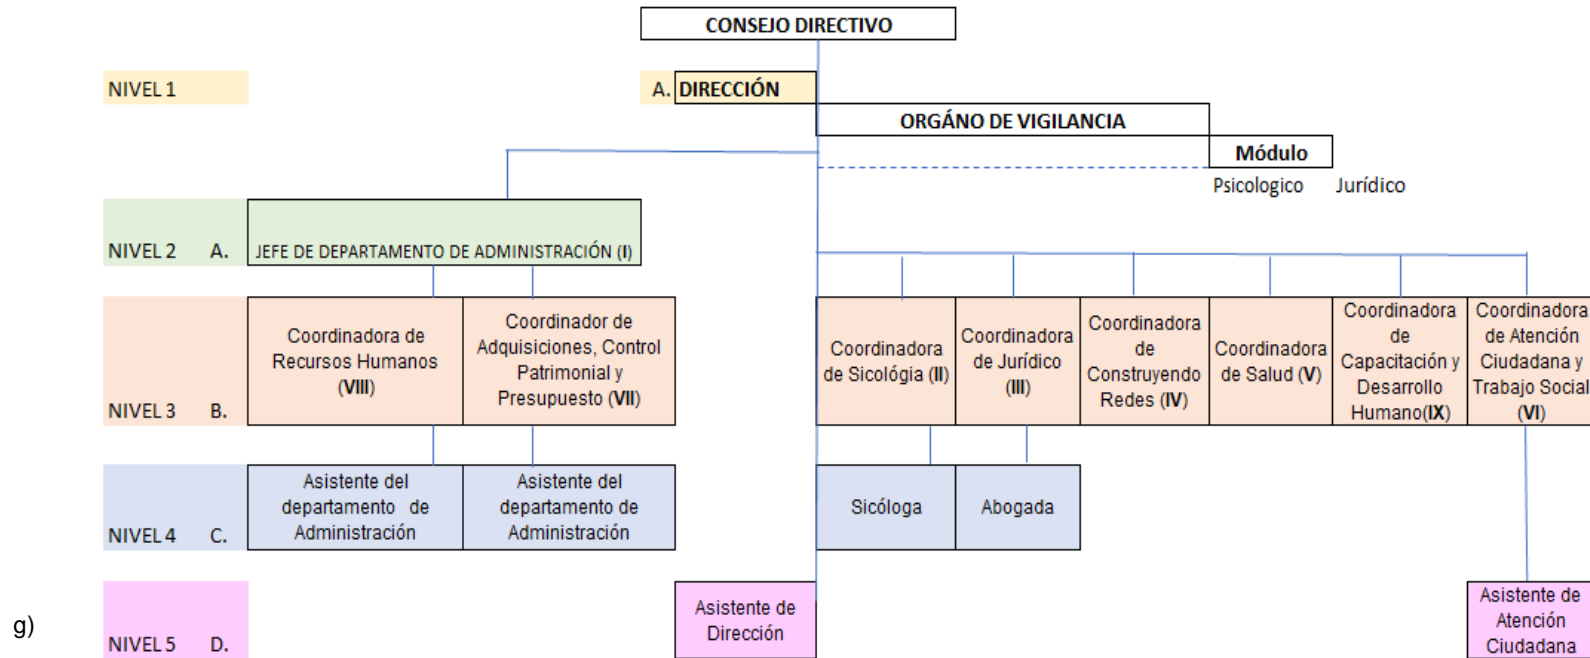 CONSEJO DIRECTIVO
NIVEL 1
A. DIRECCIÓN
ORGÁNO DE VIGILANCIA
Módulo
Psicologico Jurídico
NIVEL 2 A.
JEFE DE DEPARTAMENTO DE ADMINISTRACIÓN (I)
NIVEL 3 B.
Coordinadora de
Recursos Humanos
(VIII)
Coordinador de
Adquisiciones, Control
Patrimonial y
Presupuesto (VII)
Coordinadora
de Sicológia (II)
Coordinadora
de Jurídico
(III)
Coordinadora
de
Construyendo
Redes (IV)
Coordinadora
de Salud (V)
Coordinadora
de
Capacitación y
Desarrollo
Humano(IX)
Coordinadora
de Atención
Ciudadana y
Trabajo Social
(VI)
NIVEL 4 C.
Asistente del
departamento de
Administración
Asistente del
departamento de
Administración
Sicóloga
Abogada
g)
NIVEL 5 D.
Asistente de
Dirección
Asistente de
Atención
Ciudadana